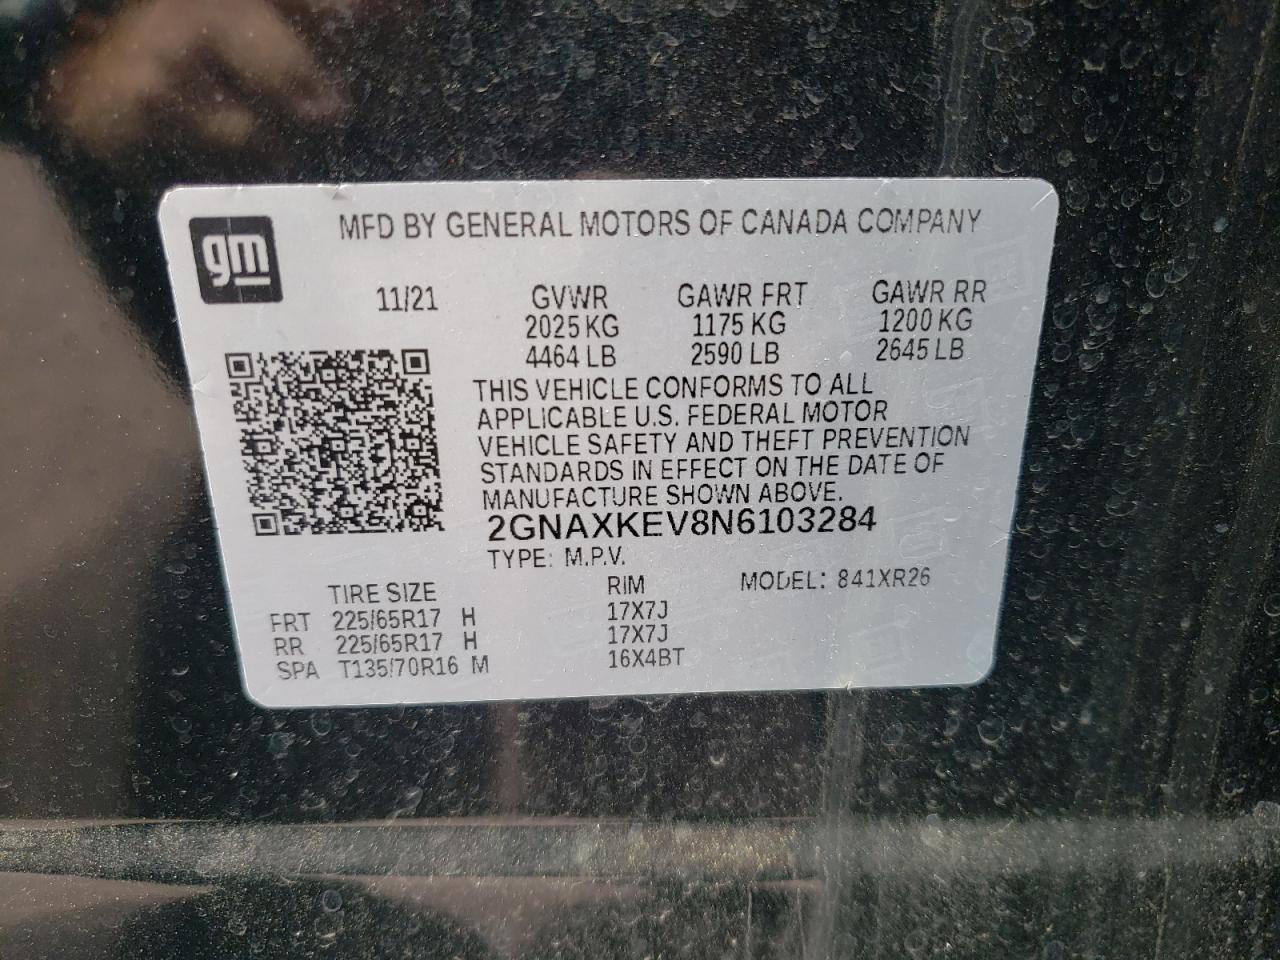 gm
MFD BY GENERAL MOTORS OF CANADA COMPANY
11/21 GVWR GAWR FRT GAWR RR
2025 KG 1175 KG 1200 KG
4464 LB 2590 LB 2645 LB
THIS VEHICLE CONFORMS TO ALL
APPLICABLE U.S. FEDERAL MOTOR
VEHICLE SAFETY AND THEFT PREVENTION
STANDARDS IN EFFECT ON THE DATE OF
MANUFACTURE SHOWN ABOVE.
2GNAXKEV8N6103284
TYPE: M.P.V.
TIRE SIZE RIM MODEL: 841XR26
FRT 225/65R17 H 17X7J
RR 225/65R17 H 17X7J
SPA T135/70R16 M 16X4BT